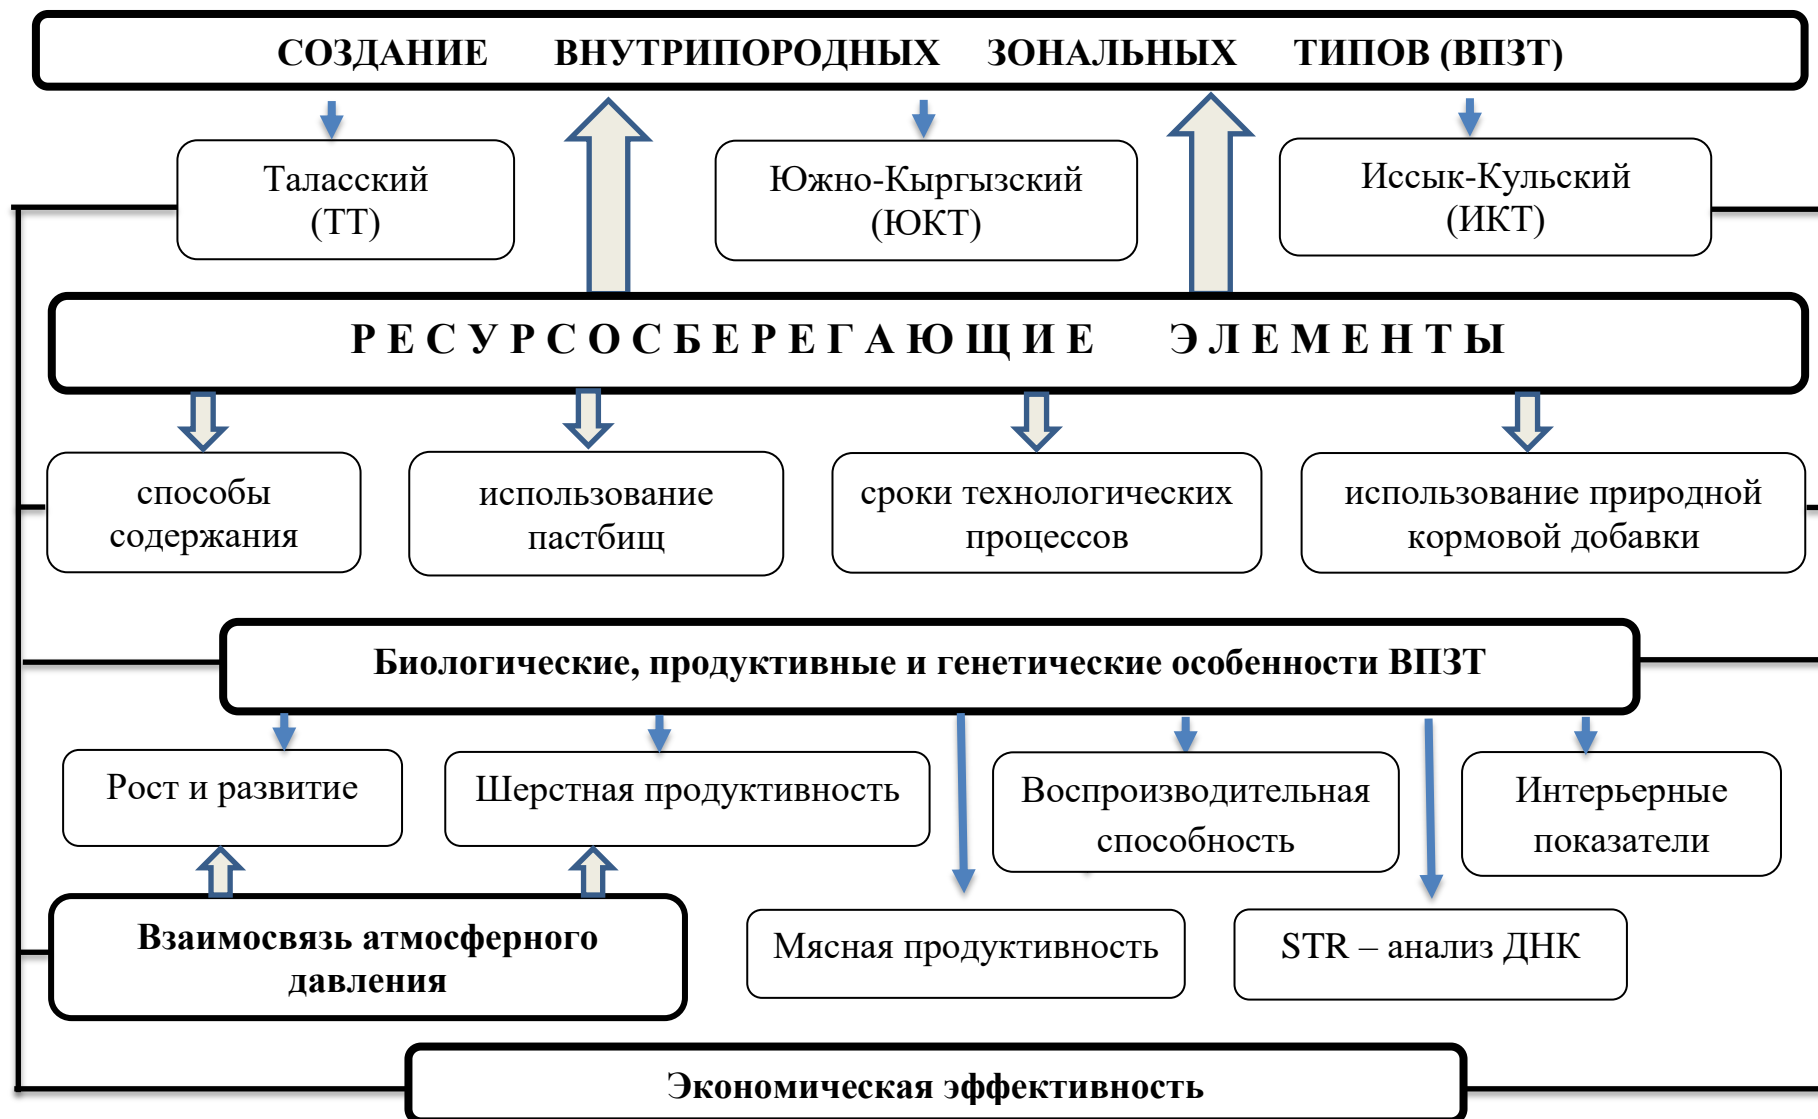 СОЗДАНИЕ ВНУТРИПОРОДНЫХ ЗОНАЛЬНЫХ ТИПОВ (ВПЗТ)
Таласский
(ТТ)
Южно-Кыргызский
(ЮКТ)
Иссык-Кульский
(ИКТ)
Р Е С У Р С О С Б Е Р Е Г А Ю Щ И Е Э Л Е М Е Н Т Ы
способы
содержания
использование
пастбищ
сроки технологических
процессов
использование природной
кормовой добавки
Биологические, продуктивные и генетические особенности ВПЗТ
Рост и развитие
Шерстная продуктивность
Воспроизводительная
способность
Интерьерные
показатели
Взаимосвязь атмосферного
давления
Мясная продуктивность
STR – анализ ДНК
Экономическая эффективность